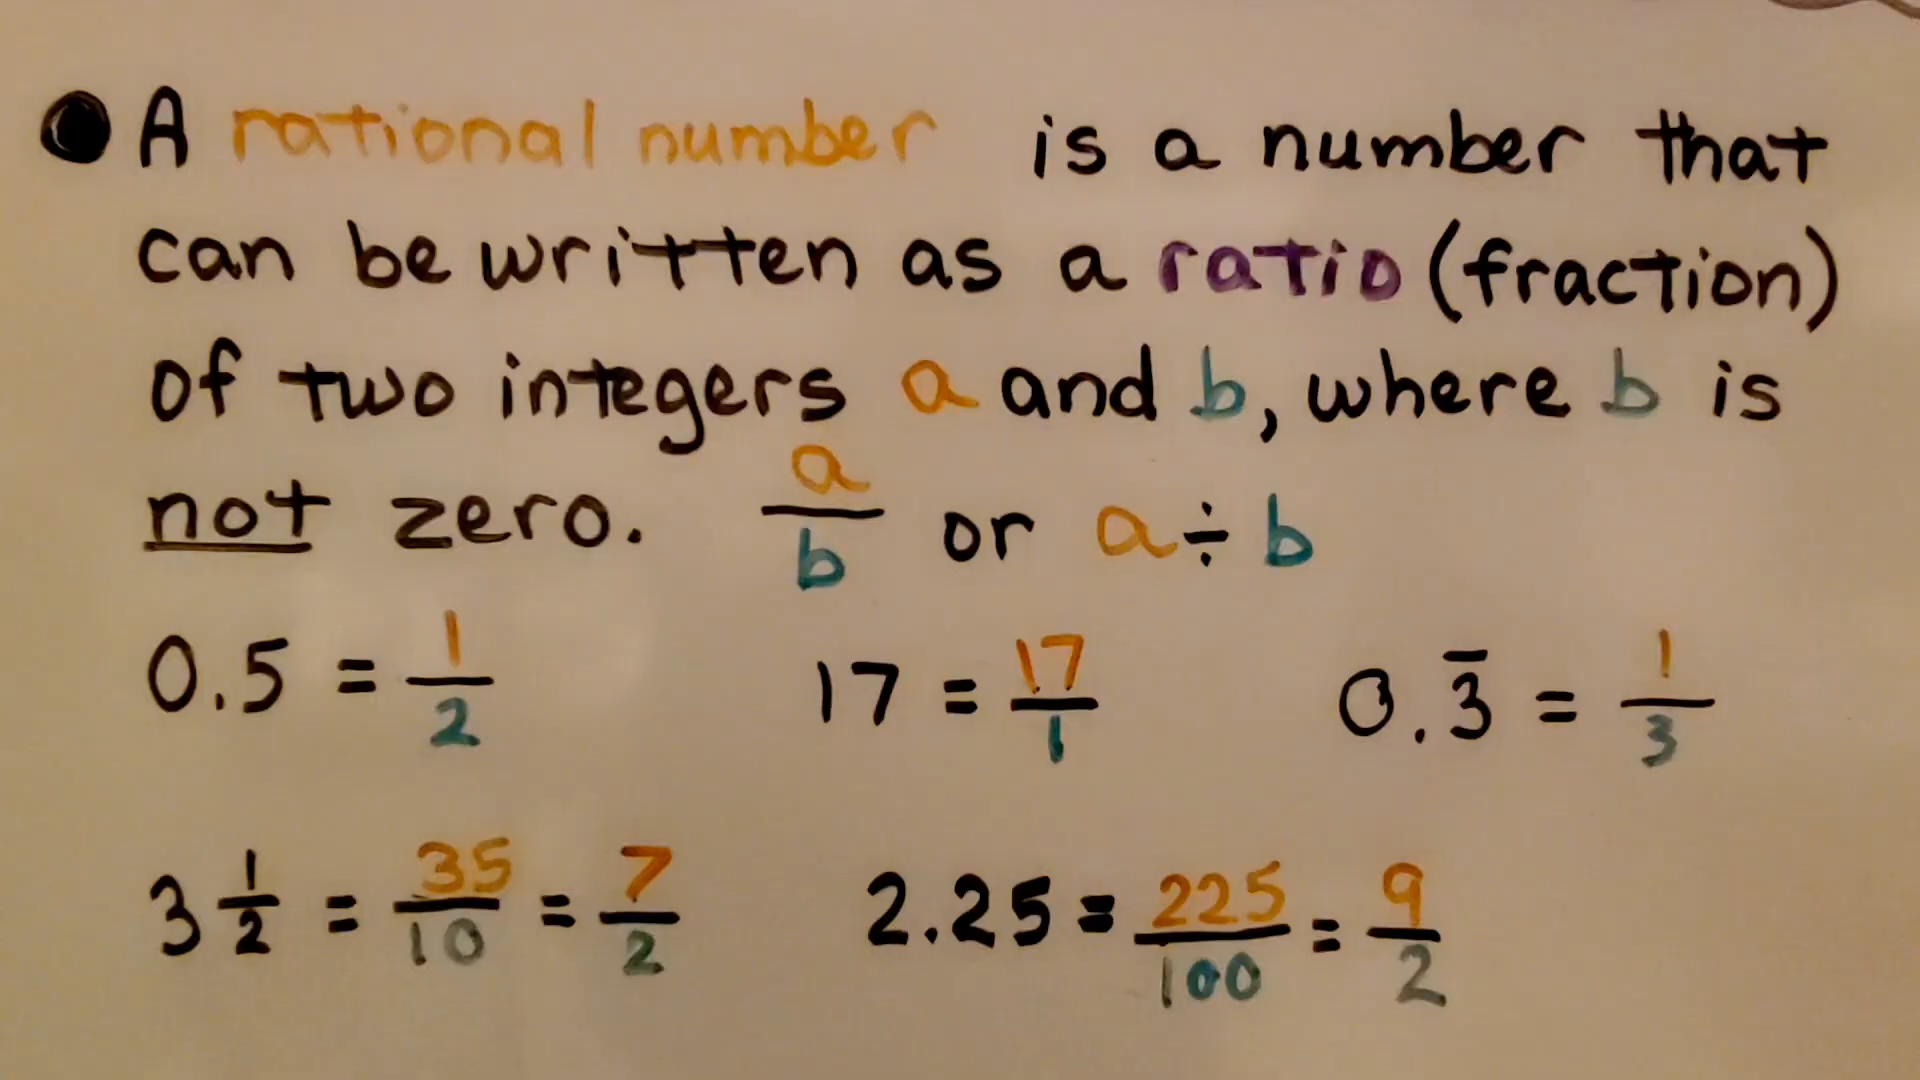 ● A rational number is a number that
can be written as a ratio (fraction)
of two integers a and b, where b is
not zero. a/b or a ÷ b
0.5 = 1/2 17 = 17/1 0.3̅ = 1/3
3 1/2 = 35/10 = 7/2 2.25 = 225/100 = 9/2